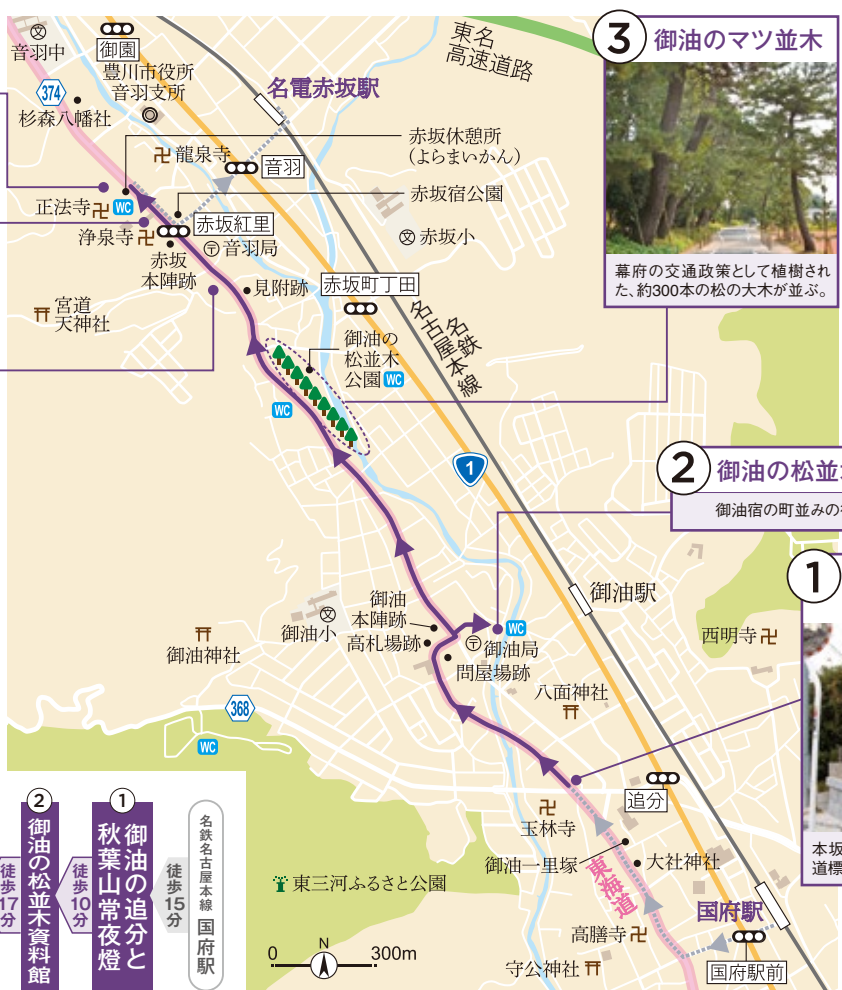 音羽中
御園
豊川市役所
音羽支所
374
杉森八幡社
名電赤坂駅
東名
高速道路
赤坂休憩所
(よらまいかん)
龍泉寺
音羽
正法寺
WC
赤坂宿公園
赤坂紅里
浄泉寺
音羽局
赤坂小
赤坂
本陣跡
見附跡
赤坂町丁田
宮道
天神社
名鉄
名古屋本線
御油の
松並木
公園
WC
WC
3
御油のマツ並木
幕府の交通政策として植樹され
た、約300本の松の大木が並ぶ。
1
2
御油の松並
御油宿の町並みの
1
御油駅
御油
本陣跡
WC
御油小
高札場跡
御油局
西明寺
御油神社
問屋場跡
八面神社
368
WC
追分
玉林寺
御油一里塚
大社神社
東海道
東三河ふるさと公園
国府駅
高膳寺
守公神社
国府駅前
0
N
300m
本坂
道標
名鉄名古屋本線 国府駅
徒歩15分
1
御油の追分と
秋葉山常夜燈
徒歩10分
2
御油の松並木資料館
徒歩17分